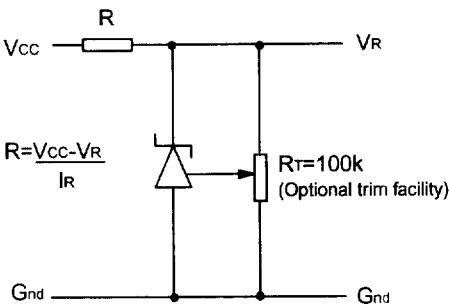 R
Vcc
VR
R=Vcc-VR
IR
RT=100k
(Optional trim facility)
Gnd
Gnd